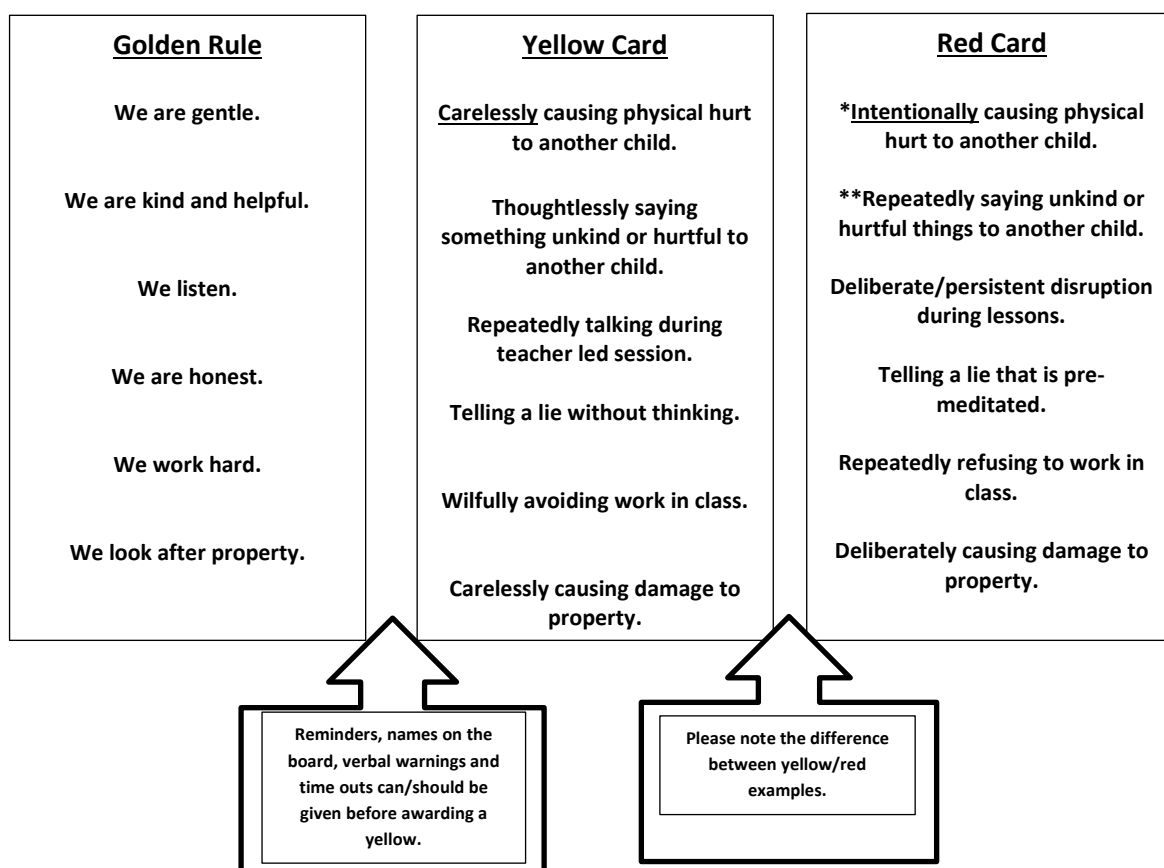 Golden Rule
We are gentle.
We are kind and helpful.
We listen.
We are honest.
We work hard.
We look after property.
Yellow Card
Carelessly causing physical hurt
to another child.
Thoughtlessly saying
something unkind or hurtful to
another child.
Repeatedly talking during
teacher led session.
Telling a lie without thinking.
Wilfully avoiding work in class.
Carelessly causing damage to
property.
Red Card
*Intentionally causing physical
hurt to another child.
**Repeatedly saying unkind or
hurtful things to another child.
Deliberate/persistent disruption
during lessons.
Telling a lie that is pre-
meditated.
Repeatedly refusing to work in
class.
Deliberately causing damage to
property.
Reminders, names on the
board, verbal warnings and
time outs can/should be
given before awarding a
yellow.
Please note the difference
between yellow/red
examples.